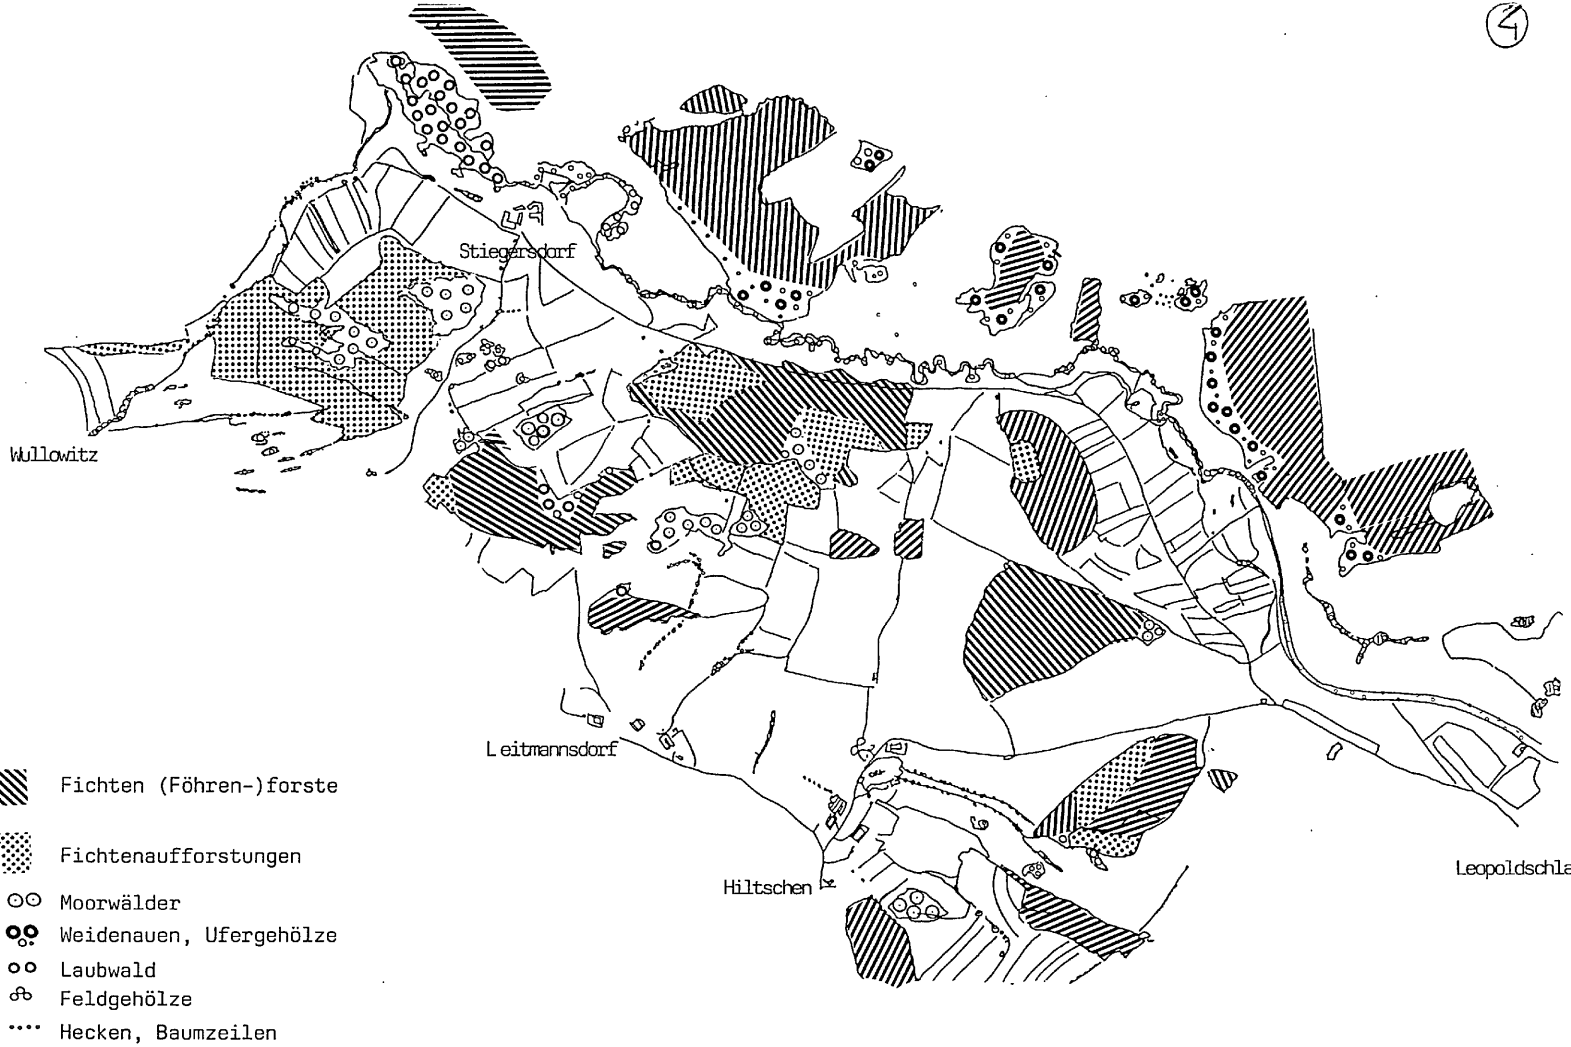 4
Stiegersdorf
Wullowitz
Leitmannsdorf
Hiltschen
Leopoldschla
Fichten (Föhren-)forste
Fichtenaufforstungen
Moorwälder
Weidenauen, Ufergehölze
Laubwald
Feldgehölze
Hecken, Baumzeilen